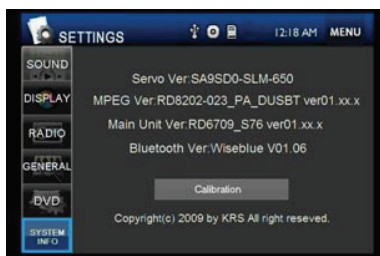 SETTINGS
12:18 AM MENU
SOUND
DISPLAY
RADIO
GENERAL
DVD
SYSTEM INFO
Servo Ver:SA9SD0-SLM-650
MPEG Ver:RD8202-023_PA_DUSBT ver01.xx.x
Main Unit Ver:RD6709_S76 ver01.xx.x
Bluetooth Ver:Wiseblue V01.06
Calibration
Copyright(c) 2009 by KRS All right reseved.